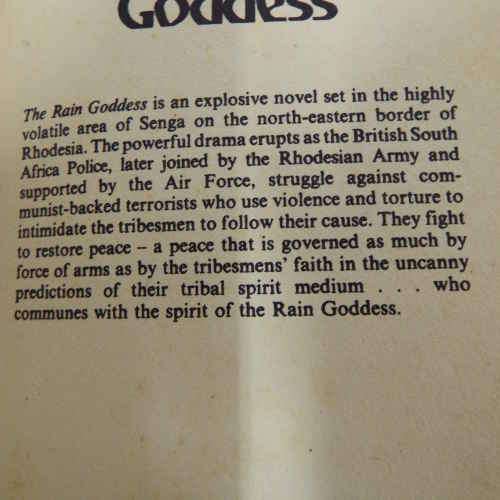 Goddess
The Rain Goddess is an explosive novel set in the highly
volatile area of Senga on the north-eastern border of
Rhodesia. The powerful drama erupts as the British South
Africa Police, later joined by the Rhodesian Army and
supported by the Air Force, struggle against com-
munist-backed terrorists who use violence and torture to
intimidate the tribesmen to follow their cause. They fight
to restore peace – a peace that is governed as much by
force of arms as by the tribesmens' faith in the uncanny
predictions of their tribal spirit medium . . . who
communes with the spirit of the Rain Goddess.